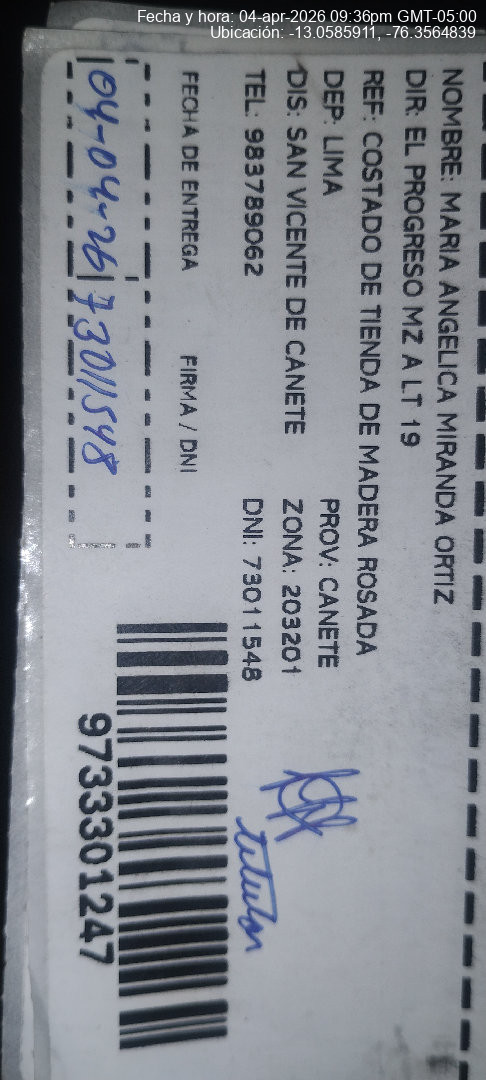 Fecha y hora: 04-apr-2026 09:36pm GMT-05:00
Ubicación: -13.0585911, -76.3564839
NOMBRE: MARIA ANGELICA MIRANDA ORTIZ
DIR: EL PROGRESO MZ A LT 19
REF: COSTADO DE TIENDA DE MADERA ROSADA
DEP: LIMA PROV: CANETE
DIS: SAN VICENTE DE CANETE ZONA: 203201
TEL: 983789062 DNI: 73011548
FECHA DE ENTREGA FIRMA / DNI
04-04-26 73011548
titular
9733301247